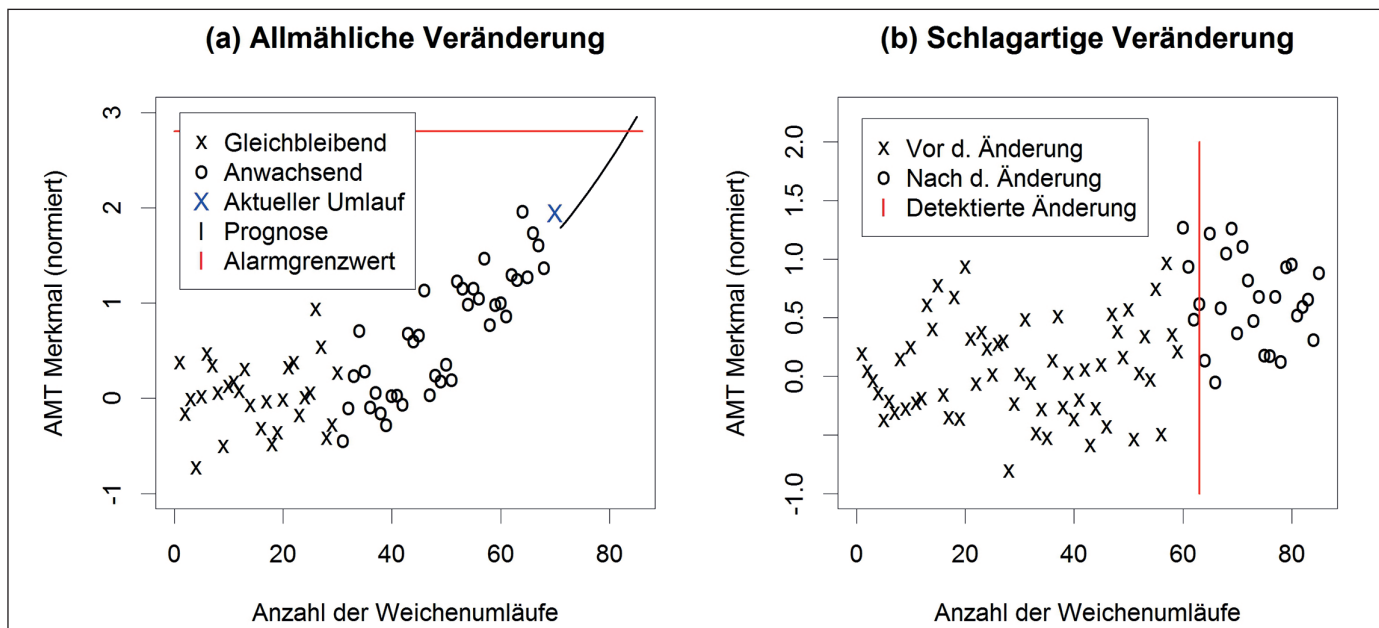 (a) Allmähliche Veränderung
AMT Merkmal (normiert)
3
2
1
0
-1
x Gleichbleibend
o Anwachsend
X Aktueller Umlauf
Prognose
Alarmgrenzwert
0 20 40 60 80
Anzahl der Weichenumläufe
(b) Schlagartige Veränderung
AMT Merkmal (normiert)
2.0
1.5
1.0
0.5
0.0
-1.0
x Vor d. Änderung
o Nach d. Änderung
Detektierte Änderung
0 20 40 60 80
Anzahl der Weichenumläufe